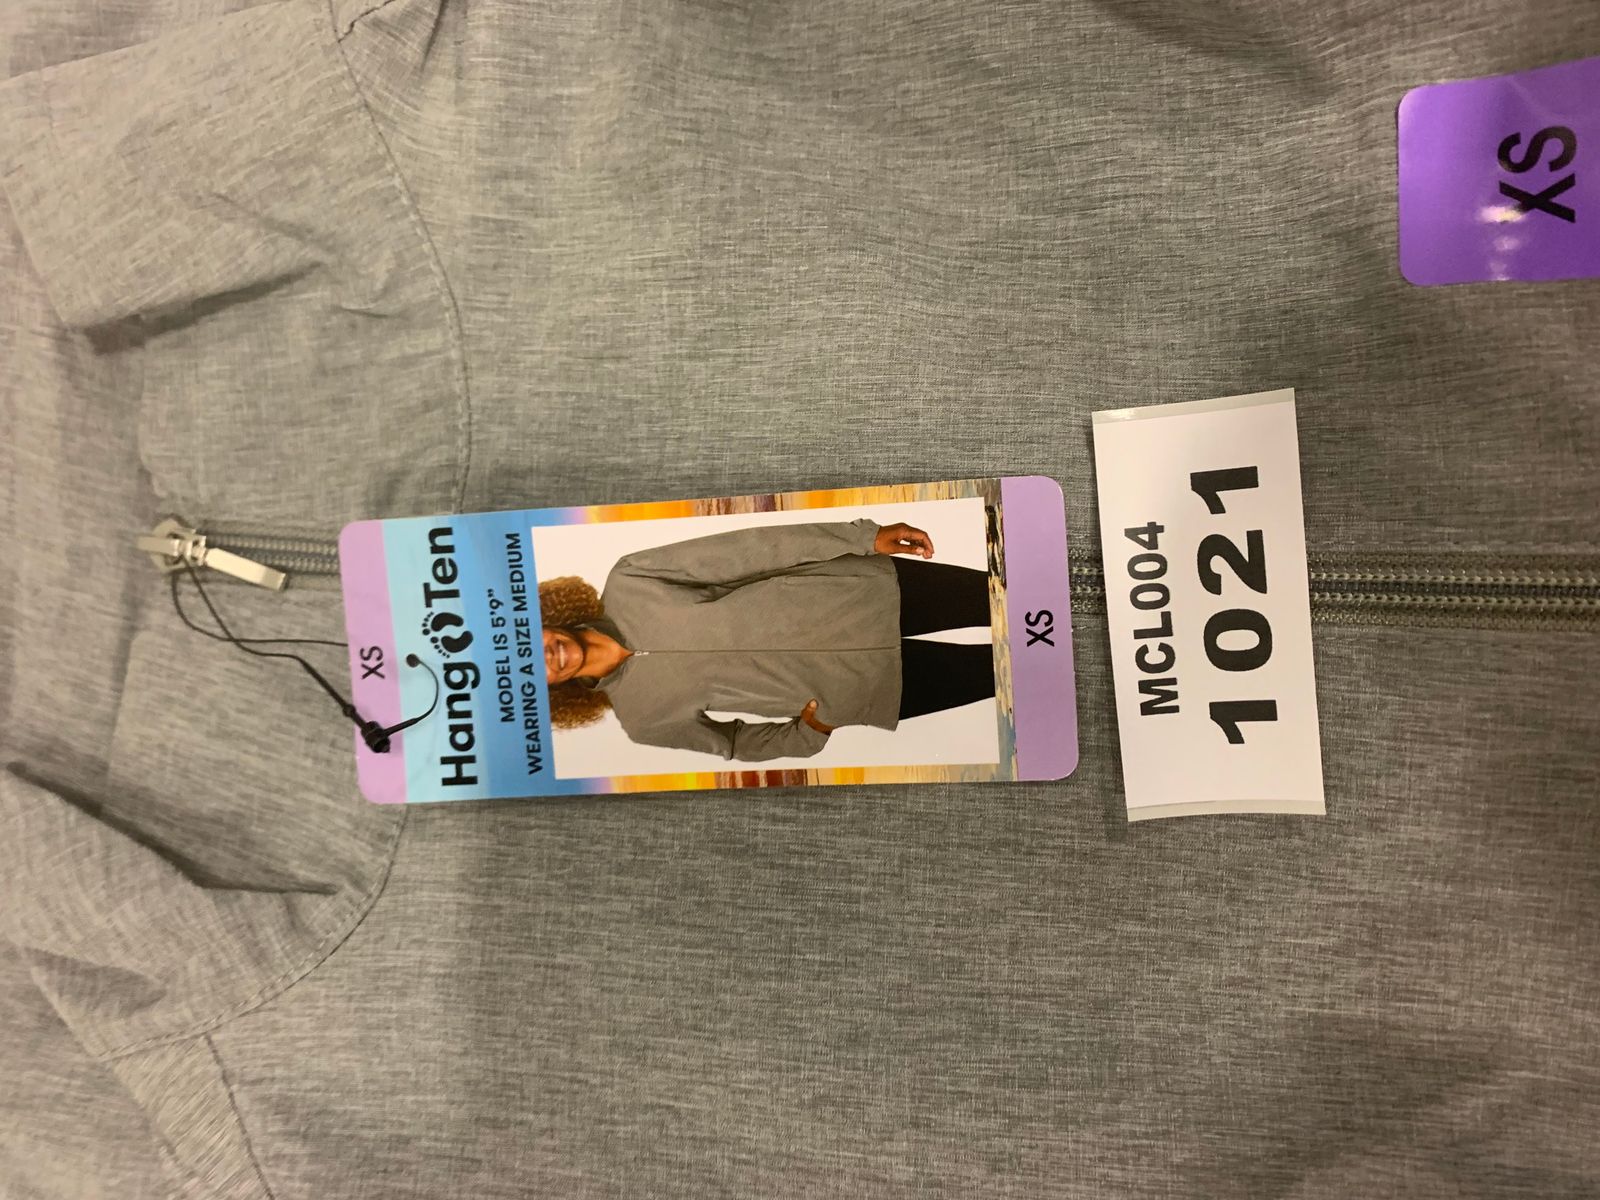 XS
Hang Ten
MODEL IS 5'9"
WEARING A SIZE MEDIUM
XS
MCL004
1021
XS